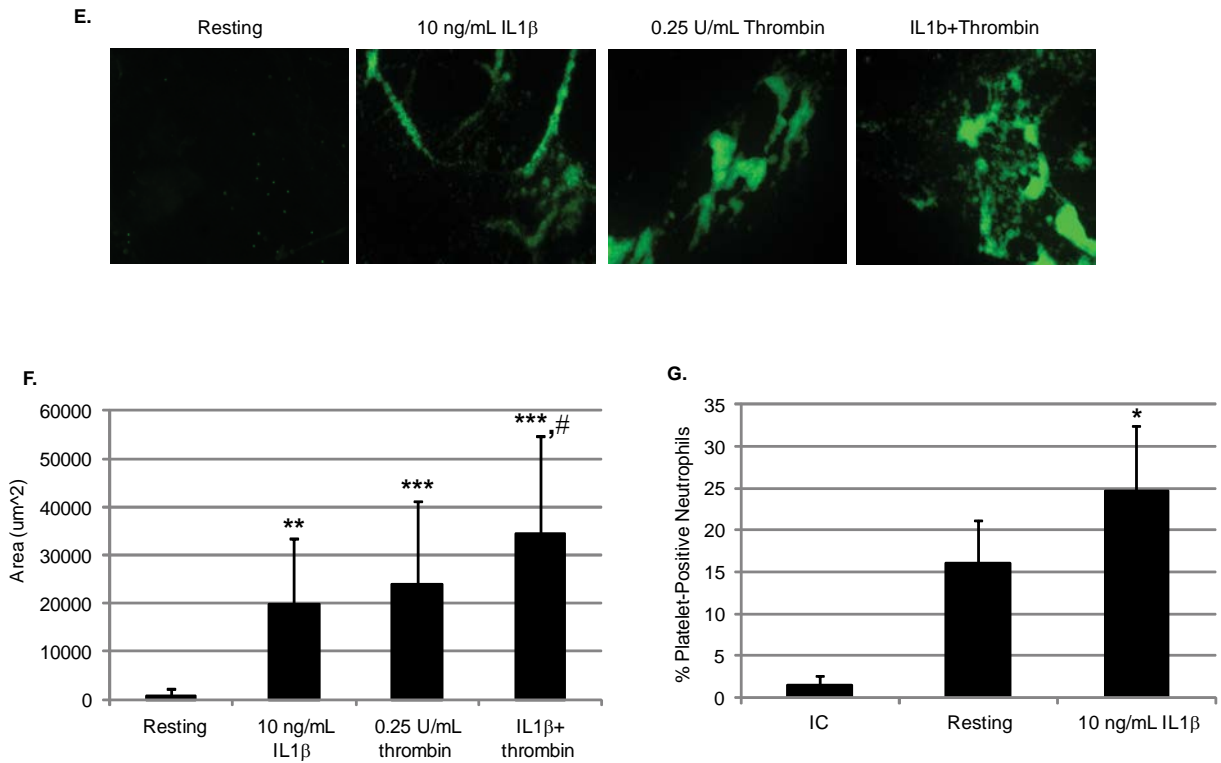 E.
Resting
10 ng/mL IL1β
0.25 U/mL Thrombin
IL1b+Thrombin
F.
Area (um^2)
60000
50000
40000
30000
20000
10000
0
**
***
***,#
Resting
10 ng/mL
IL1β
0.25 U/mL
thrombin
IL1β+
thrombin
G.
% Platelet-Positive Neutrophils
35
30
25
20
15
10
5
0
*
IC
Resting
10 ng/mL IL1β